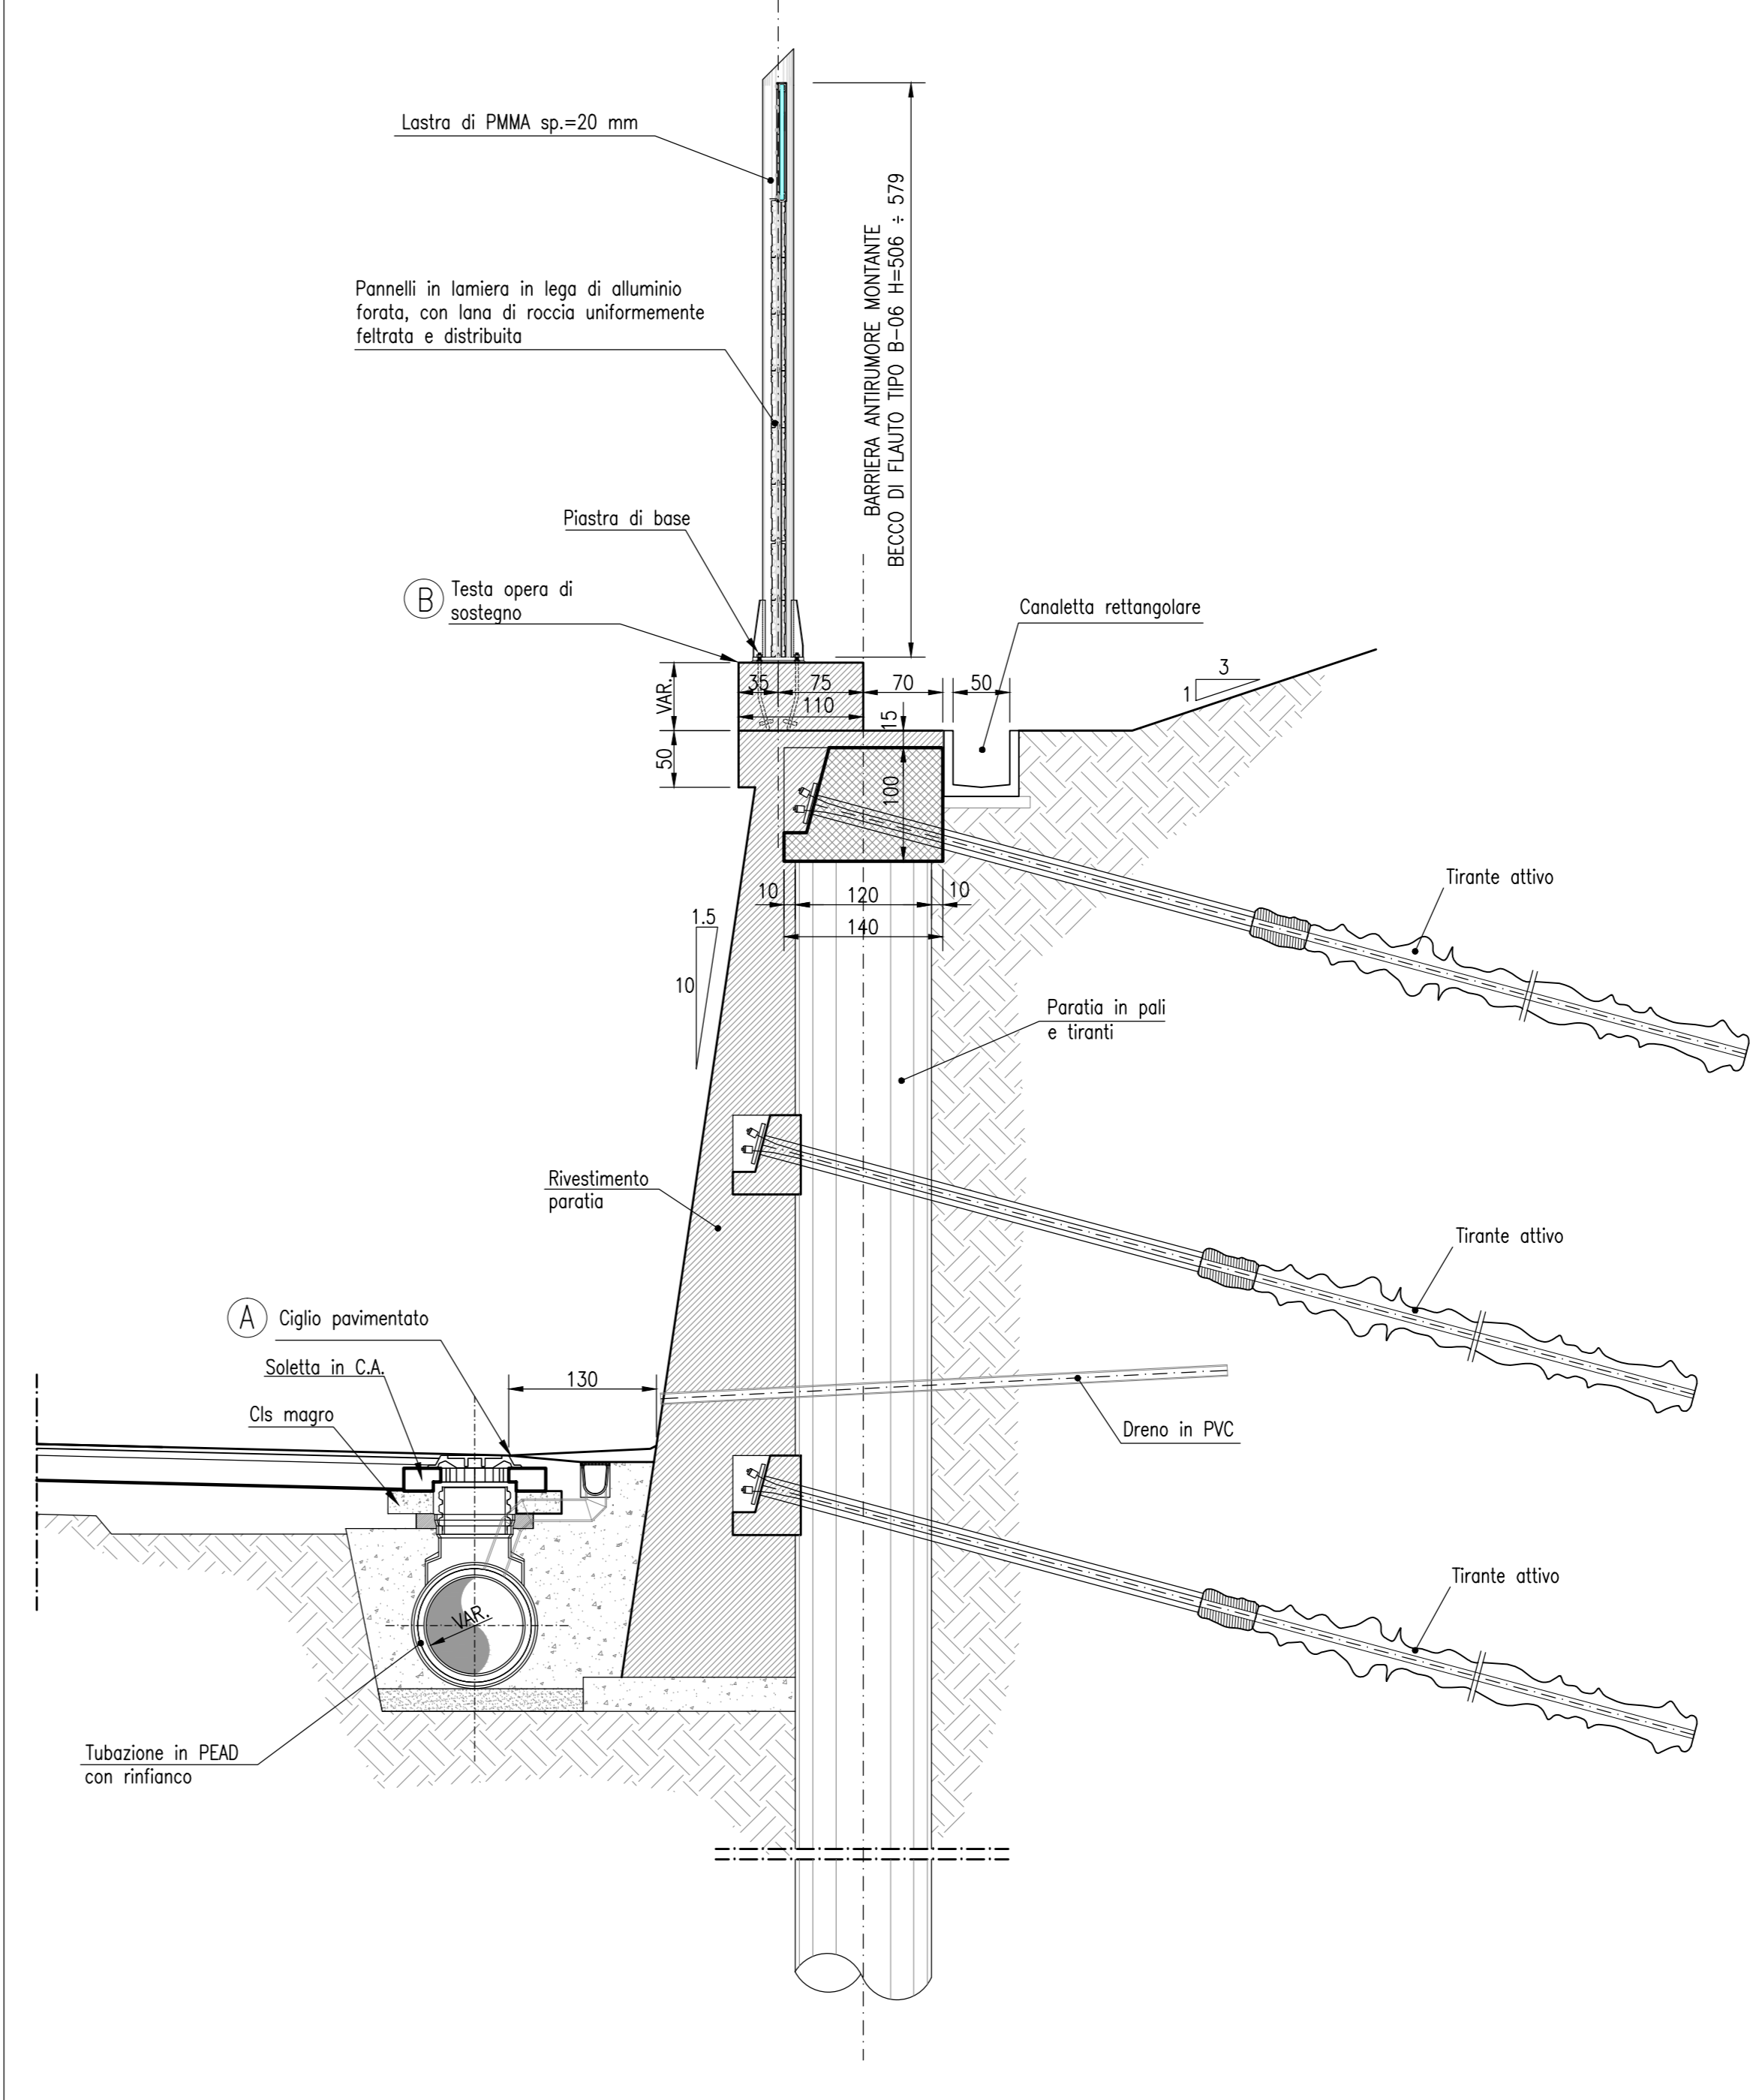 Lastra di PMMA sp.=20 mm
Pannelli in lamiera in lega di alluminio
forata, con lana di roccia uniformemente
feltrata e distribuita
BARRIERA ANTIRUMORE MONTANTE
BECCO DI FLAUTO TIPO B-06 H=506 ÷ 579
Piastra di base
B
Testa opera di
sostegno
Canaletta rettangolare
VAR.
35
75
70
50
110
15
3
1
50
100
10
120
10
140
Tirante attivo
1.5
10
Paratia in pali
e tiranti
Rivestimento
paratia
Tirante attivo
A
Ciglio pavimentato
Soletta in C.A.
130
Cls magro
Dreno in PVC
Tirante attivo
VAR.
Tubazione in PEAD
con rinfianco